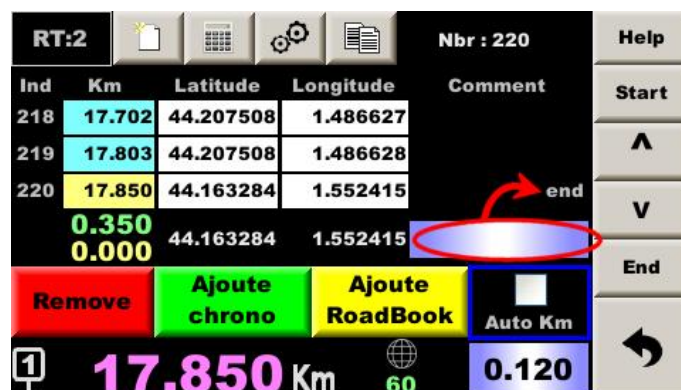 RT:2 Nbr : 220 Help
Ind Km Latitude Longitude Comment Start
218 17.702 44.207508 1.486627
219 17.803 44.207508 1.486628 ʌ
220 17.850 44.163284 1.552415 end
v
0.350
0.000 44.163284 1.552415
End
Remove Ajoute chrono Ajoute RoadBook Auto Km
1 17.850 Km 60 0.120